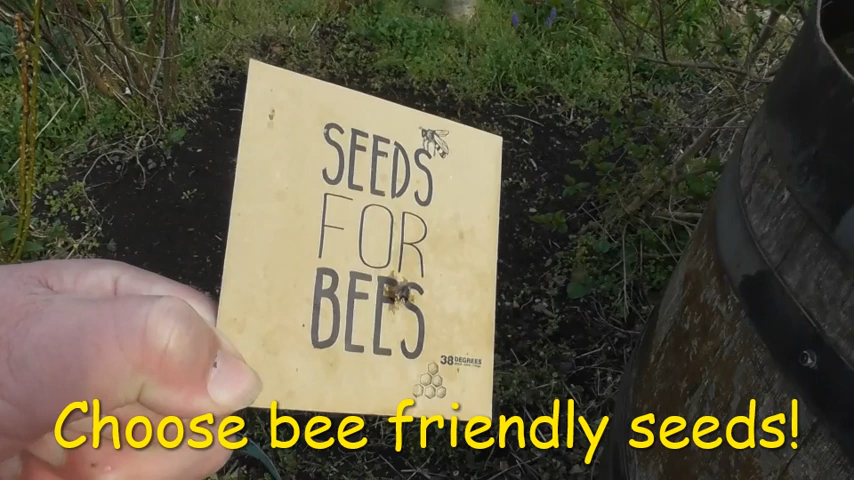 SEEDS
FOR
BEES
38 DEGREES
Choose bee friendly seeds!